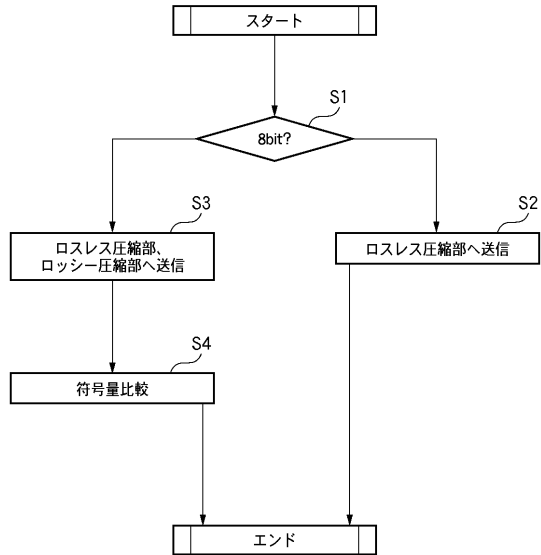 スタート
S1
8bit?
S3
S2
ロスレス圧縮部、
ロッシー圧縮部へ送信
ロスレス圧縮部へ送信
S4
符号量比較
エンド